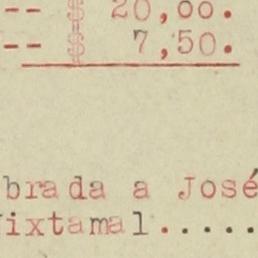 -- $ 20,00.
-- $ 7,50.
brada a José
ixtamal.....